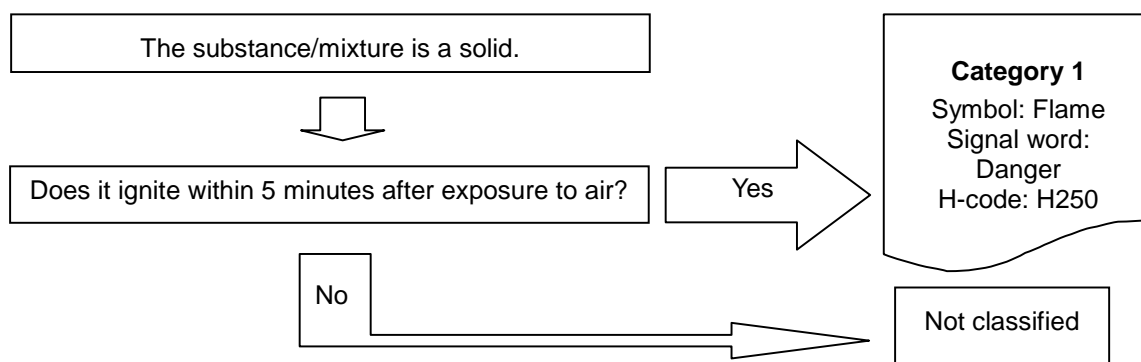 The substance/mixture is a solid.
Does it ignite within 5 minutes after exposure to air?
Yes
Category 1
Symbol: Flame
Signal word:
Danger
H-code: H250
No
Not classified